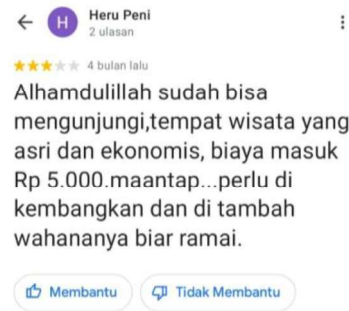 Heru Peni
H
2 ulasan
4 bulan lalu
Alhamdulillah sudah bisa
mengunjungi,tempat wisata yang
asri dan ekonomis, biaya masuk
Rp 5.000.maantap...perlu di
kembangkan dan di tambah
wahananya biar ramai.
Membantu
Tidak Membantu